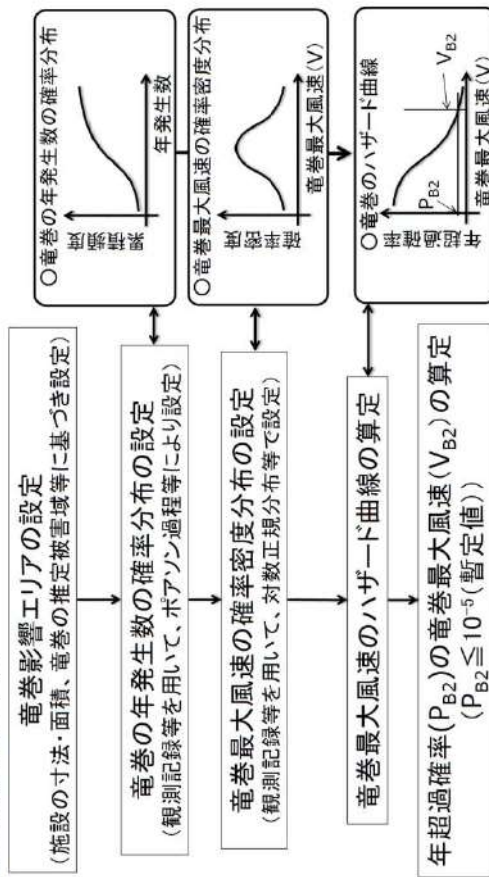 竜巻影響エリアの設定
(施設の寸法・面積、竜巻の推定被害域等に基づき設定)
竜巻の年発生数の確率分布の設定
(観測記録等を用いて、ポアソン過程等により設定)
竜巻最大風速の確率密度分布の設定
(観測記録等を用いて、対数正規分布等で設定)
竜巻最大風速のハザード曲線の算定
年超過確率(PB2)の竜巻最大風速(VB2)の算定
(PB2≦10-5(暫定値))
○竜巻の年発生数の確率分布
累積頻度
年発生数
○竜巻最大風速の確率密度分布
確率密度
竜巻最大風速(V)
○竜巻のハザード曲線
年超過確率
PB2
VB2
竜巻最大風速(V)